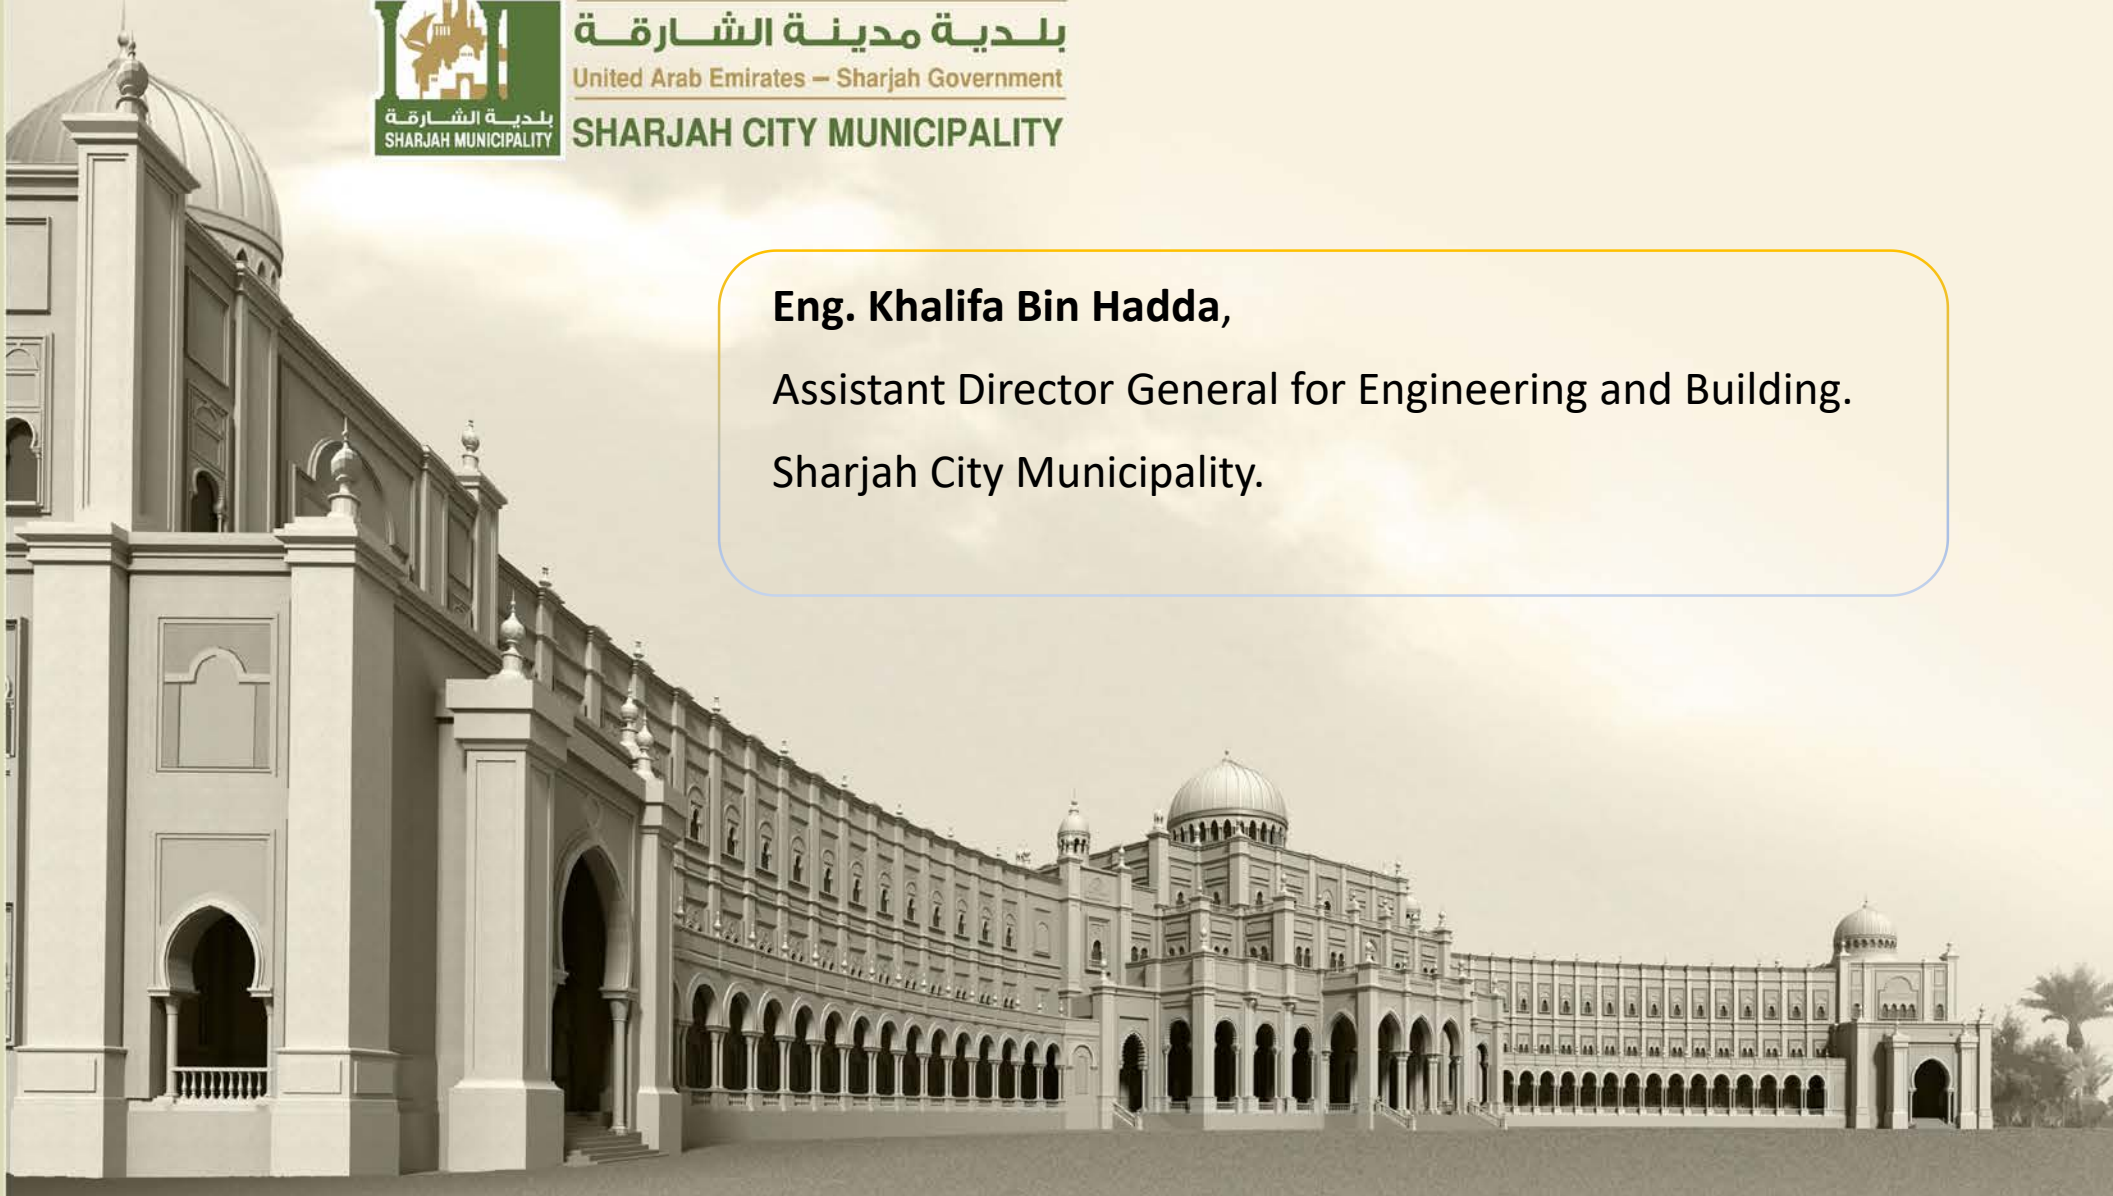 بلدية مدينة الشارقة
United Arab Emirates – Sharjah Government
بلدية الشارقة
SHARJAH MUNICIPALITY
SHARJAH CITY MUNICIPALITY
Eng. Khalifa Bin Hadda,
Assistant Director General for Engineering and Building.
Sharjah City Municipality.